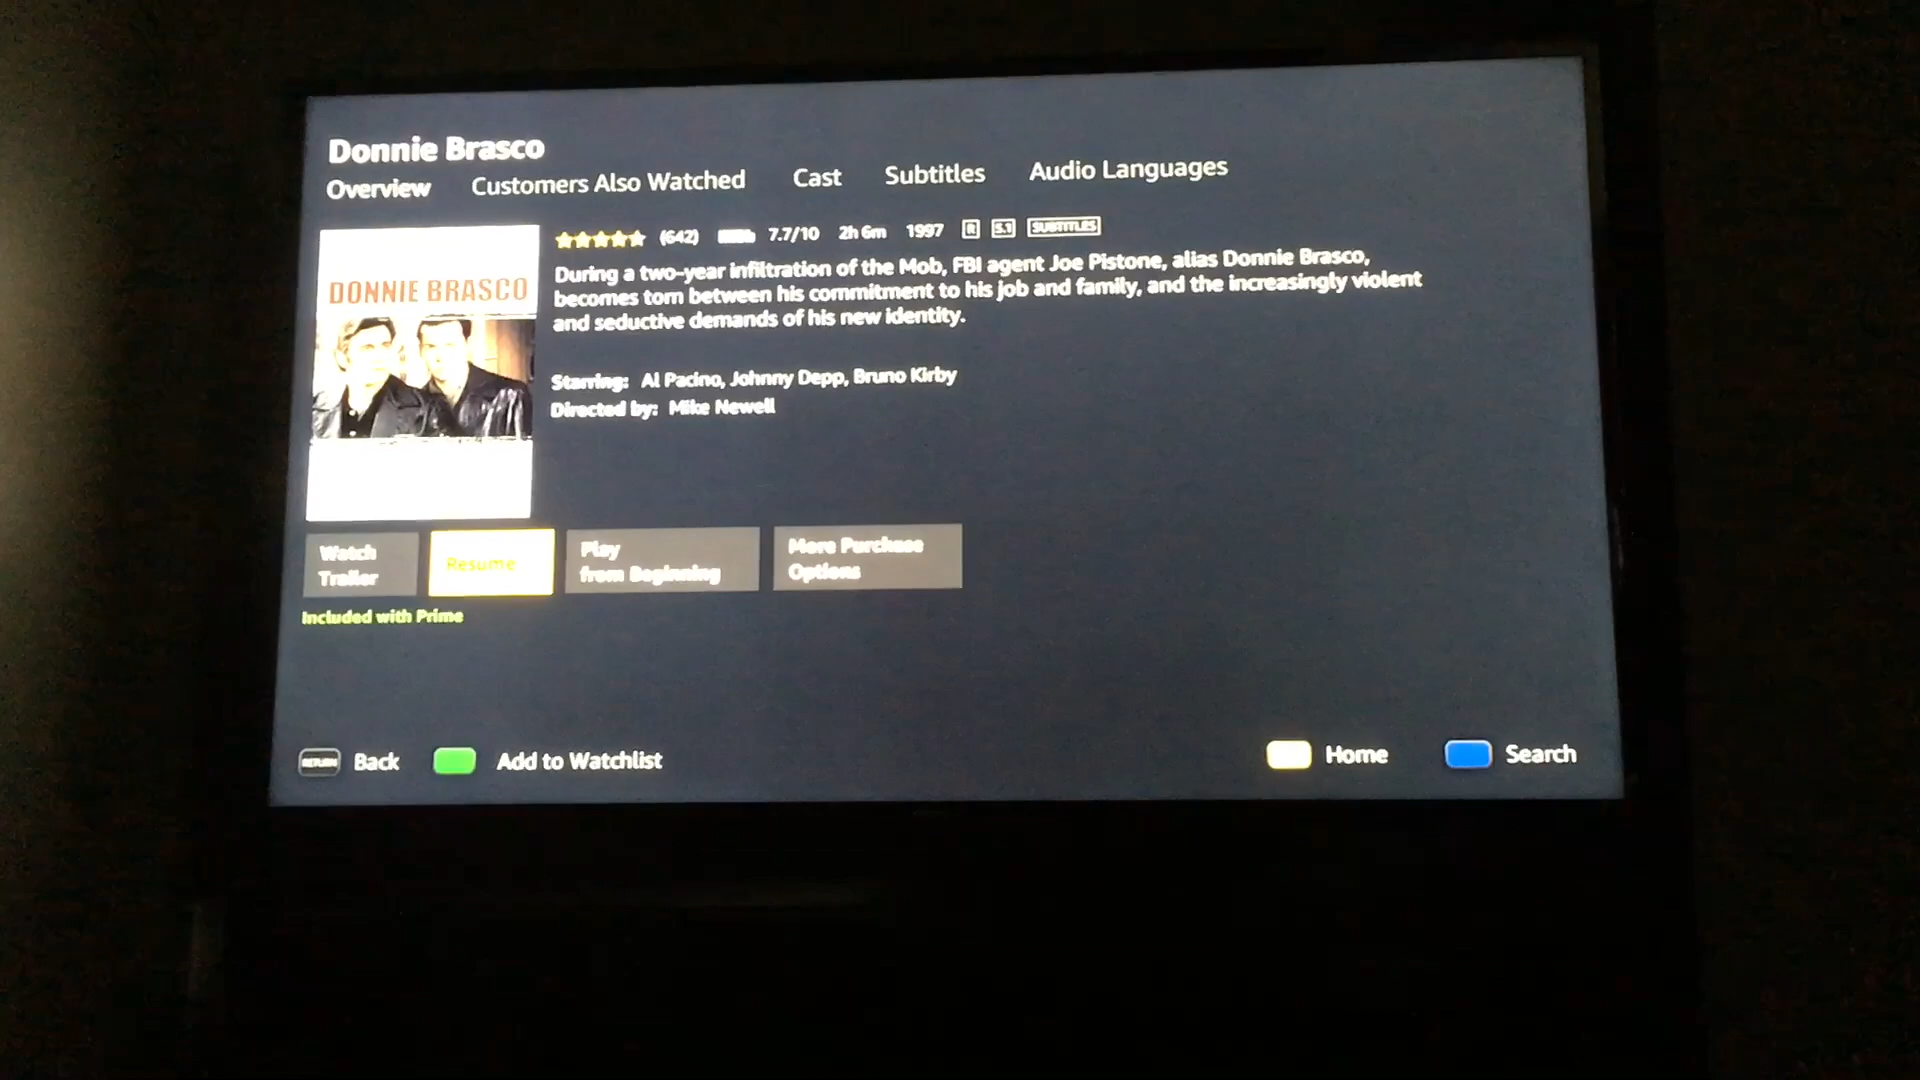 Donnie Brasco
Overview Customers Also Watched Cast Subtitles Audio Languages
DONNIE BRASCO
(642) 7.7/10 2h 6m 1997 R 5.1 SUBTITLES
During a two-year infiltration of the Mob, FBI agent Joe Pistone, alias Donnie Brasco,
becomes torn between his commitment to his job and family, and the increasingly violent
and seductive demands of his new identity.
Starring: Al Pacino, Johnny Depp, Bruno Kirby
Directed by: Mike Newell
Watch
Trailer
Resume
Play
from Beginning
More Purchase
Options
Included with Prime
RETURN Back Add to Watchlist Home Search